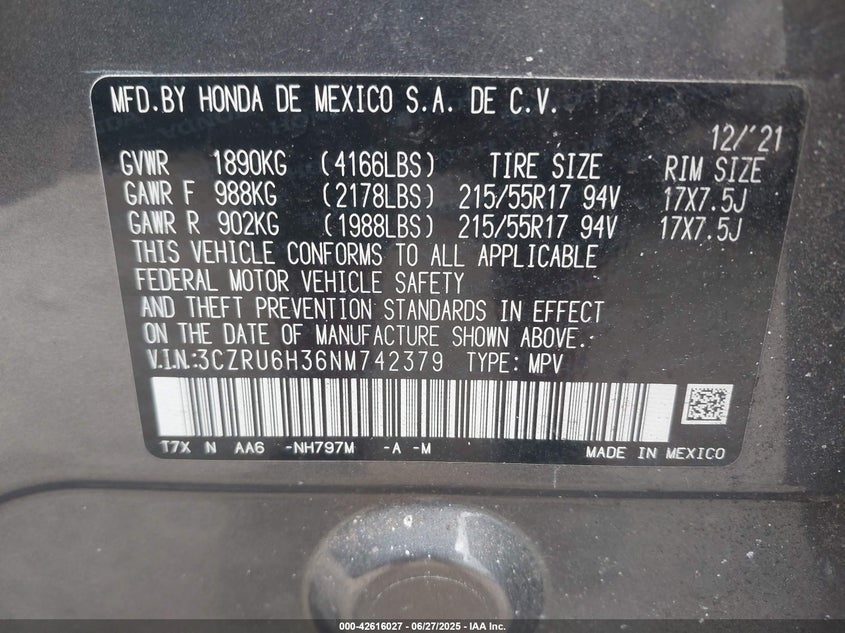 MFD.BY HONDA DE MEXICO S.A. DE C.V.
12/'21
GVWR 1890KG (4166LBS) TIRE SIZE RIM SIZE
GAWR F 988KG (2178LBS) 215/55R17 94V 17X7.5J
GAWR R 902KG (1988LBS) 215/55R17 94V 17X7.5J
THIS VEHICLE CONFORMS TO ALL APPLICABLE
FEDERAL MOTOR VEHICLE SAFETY
AND THEFT PREVENTION STANDARDS IN EFFECT
ON THE DATE OF MANUFACTURE SHOWN ABOVE.
V.I.N.:3CZRU6H36NM742379 TYPE: MPV
T7X N AA6 -NH797M -A -M MADE IN MEXICO
000-42616027 - 06/27/2025 - IAA Inc.